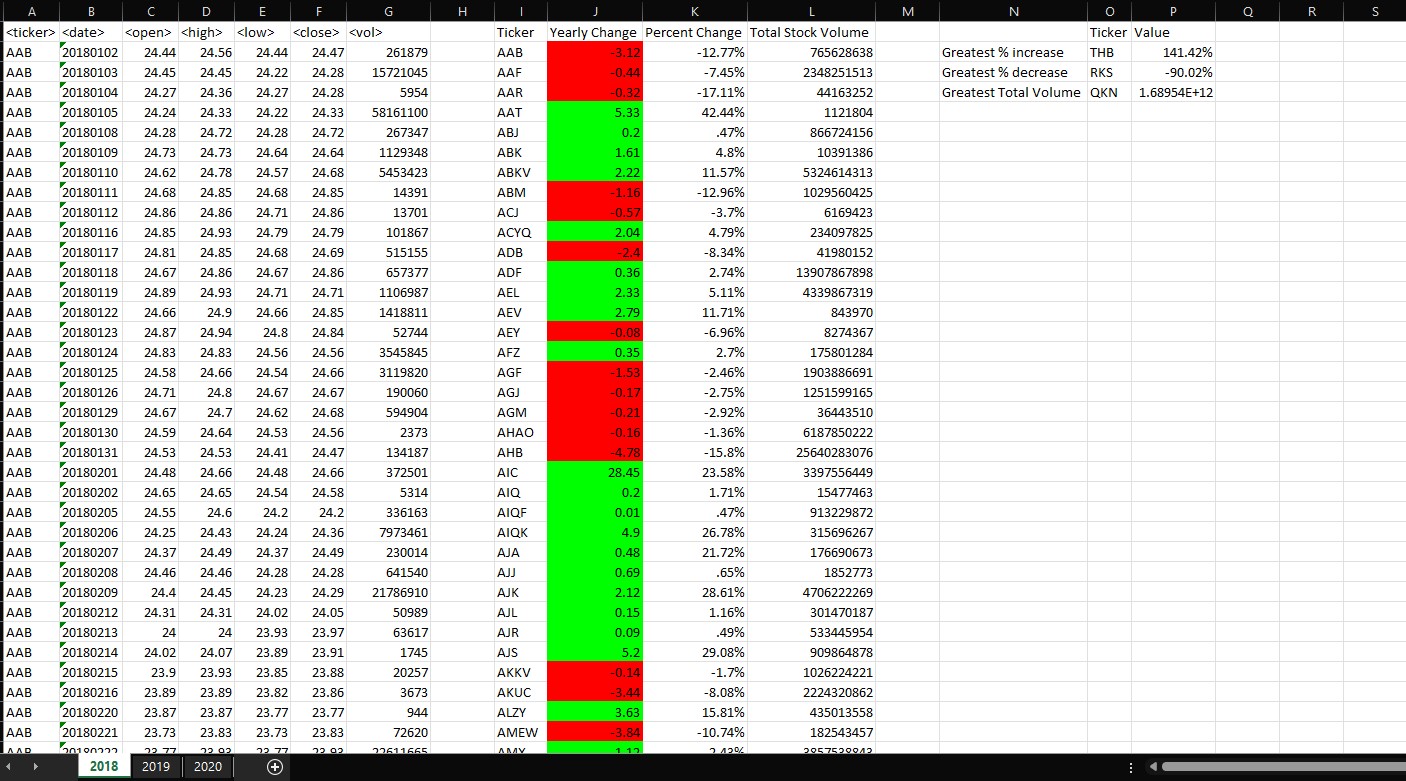 A B C D E F G H I J K L M N O P Q R S
<ticker> <date> <open> <high> <low> <close> <vol> Ticker Yearly Change Percent Change Total Stock Volume Ticker Value
AAB 20180102 24.44 24.56 24.44 24.47 261879 AAB -3.12 -12.77% 765628638 Greatest % increase THB 141.42%
AAB 20180103 24.45 24.45 24.22 24.28 15721045 AAF -0.44 -7.45% 2348251513 Greatest % decrease RKS -90.02%
AAB 20180104 24.27 24.36 24.27 24.28 5954 AAR -0.32 -17.11% 44163252 Greatest Total Volume QKN 1.68954E+12
AAB 20180105 24.24 24.33 24.22 24.33 58161100 AAT 5.33 42.44% 1121804
AAB 20180108 24.28 24.72 24.28 24.72 267347 ABJ 0.2 .47% 866724156
AAB 20180109 24.73 24.73 24.64 24.64 1129348 ABK 1.61 4.8% 10391386
AAB 20180110 24.62 24.78 24.57 24.68 5453423 ABKV 2.22 11.57% 5324614313
AAB 20180111 24.68 24.85 24.68 24.85 14391 ABM -1.16 -12.96% 1029560425
AAB 20180112 24.86 24.86 24.71 24.86 13701 ACJ -0.57 -3.7% 6169423
AAB 20180116 24.85 24.93 24.79 24.79 101867 ACYQ 2.04 4.79% 234097825
AAB 20180117 24.81 24.85 24.68 24.69 515155 ADB -2.4 -8.34% 41980152
AAB 20180118 24.67 24.86 24.67 24.86 657377 ADF 0.36 2.74% 13907867898
AAB 20180119 24.89 24.93 24.71 24.71 1106987 AEL 2.33 5.11% 4339867319
AAB 20180122 24.66 24.9 24.66 24.85 1418811 AEV 2.79 11.71% 843970
AAB 20180123 24.87 24.94 24.8 24.84 52744 AEY -0.08 -6.96% 8274367
AAB 20180124 24.83 24.83 24.56 24.56 3545845 AFZ 0.35 2.7% 175801284
AAB 20180125 24.58 24.66 24.54 24.66 3119820 AGF -1.53 -2.46% 1903886691
AAB 20180126 24.71 24.8 24.67 24.67 190060 AGJ -0.17 -2.75% 1251599165
AAB 20180129 24.67 24.7 24.62 24.68 594904 AGM -0.21 -2.92% 36443510
AAB 20180130 24.59 24.64 24.53 24.56 2373 AHAO -0.16 -1.36% 6187850222
AAB 20180131 24.53 24.53 24.41 24.47 134187 AHB -4.78 -15.8% 25640283076
AAB 20180201 24.48 24.66 24.48 24.66 372501 AIC 28.45 23.58% 3397556449
AAB 20180202 24.65 24.65 24.54 24.58 5314 AIQ 0.2 1.71% 15477463
AAB 20180205 24.55 24.6 24.2 24.2 336163 AIQF 0.01 .47% 913229872
AAB 20180206 24.25 24.43 24.24 24.36 7973461 AIQK 4.9 26.78% 315696267
AAB 20180207 24.37 24.49 24.37 24.49 230014 AJA 0.48 21.72% 176690673
AAB 20180208 24.46 24.46 24.28 24.28 641540 AJJ 0.69 .65% 1852773
AAB 20180209 24.4 24.45 24.23 24.29 21786910 AJK 2.12 28.61% 4706222269
AAB 20180212 24.31 24.31 24.02 24.05 50989 AJL 0.15 1.16% 301470187
AAB 20180213 24 24 23.93 23.97 63617 AJR 0.09 .49% 533445954
AAB 20180214 24.02 24.07 23.89 23.91 1745 AJS 5.2 29.08% 909864878
AAB 20180215 23.9 23.93 23.85 23.88 20257 AKKV -0.14 -1.7% 1026224221
AAB 20180216 23.89 23.89 23.82 23.86 3673 AKUC -3.44 -8.08% 2224320862
AAB 20180220 23.87 23.87 23.77 23.77 944 ALZY 3.63 15.81% 435013558
AAB 20180221 23.73 23.83 23.73 23.83 72620 AMEW -3.84 -10.74% 182543457
AAB 20180222 23.77 23.93 23.77 23.93 22611665 AMX 1.12 2.43% 3857538843
2018 2019 2020